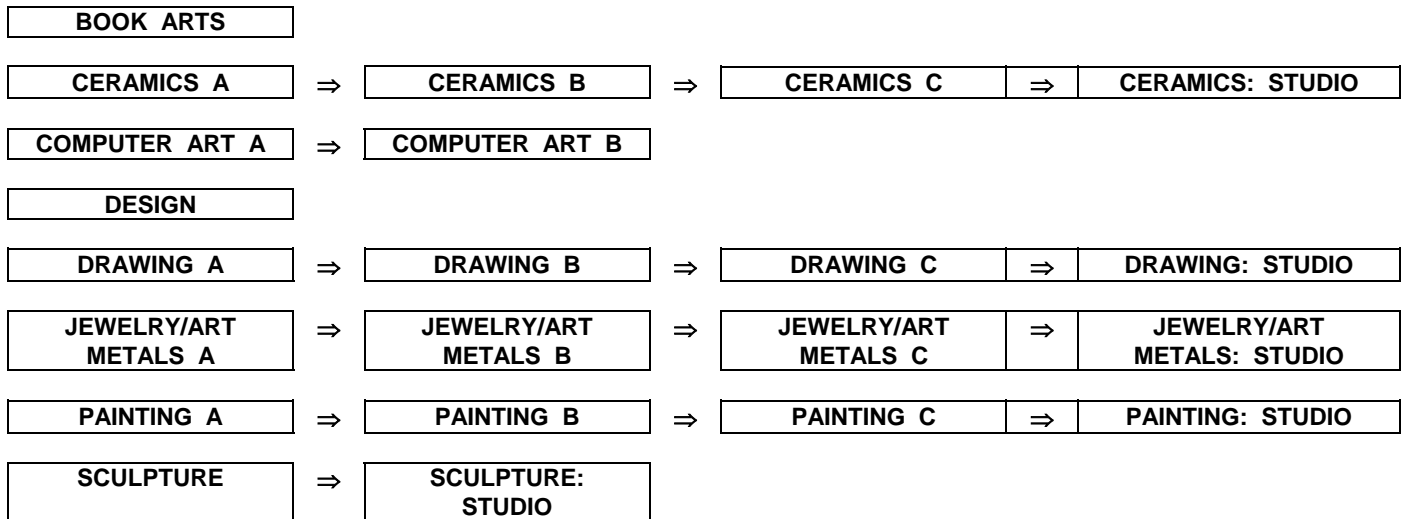 BOOK ARTS
CERAMICS A ⇒ CERAMICS B ⇒ CERAMICS C ⇒ CERAMICS: STUDIO
COMPUTER ART A ⇒ COMPUTER ART B
DESIGN
DRAWING A ⇒ DRAWING B ⇒ DRAWING C ⇒ DRAWING: STUDIO
JEWELRY/ART ⇒ JEWELRY/ART ⇒ JEWELRY/ART ⇒ JEWELRY/ART
METALS A METALS B METALS C METALS: STUDIO
PAINTING A ⇒ PAINTING B ⇒ PAINTING C ⇒ PAINTING: STUDIO
SCULPTURE ⇒ SCULPTURE:
STUDIO